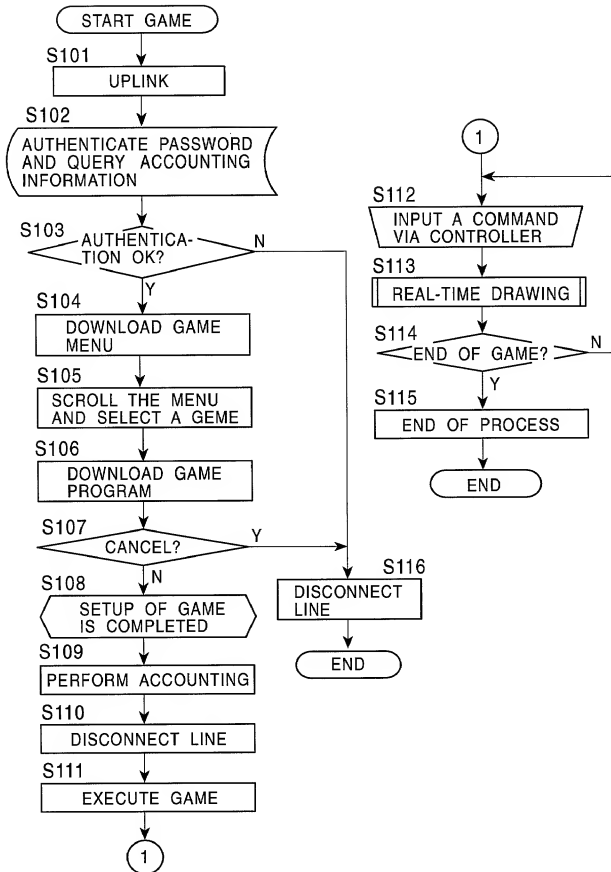 START GAME
S101
UPLINK
S102
AUTHENTICATE PASSWORD
AND QUERY ACCOUNTING
INFORMATION
S103
AUTHENTICA-
TION OK?
N
Y
S104
DOWNLOAD GAME
MENU
S105
SCROLL THE MENU
AND SELECT A GEME
S106
DOWNLOAD GAME
PROGRAM
S107
CANCEL?
Y
N
S108
SETUP OF GAME
IS COMPLETED
S109
PERFORM ACCOUNTING
S110
DISCONNECT LINE
S111
EXECUTE GAME
1
S116
DISCONNECT
LINE
END
1
S112
INPUT A COMMAND
VIA CONTROLLER
S113
REAL-TIME DRAWING
S114
END OF GAME?
N
Y
S115
END OF PROCESS
END